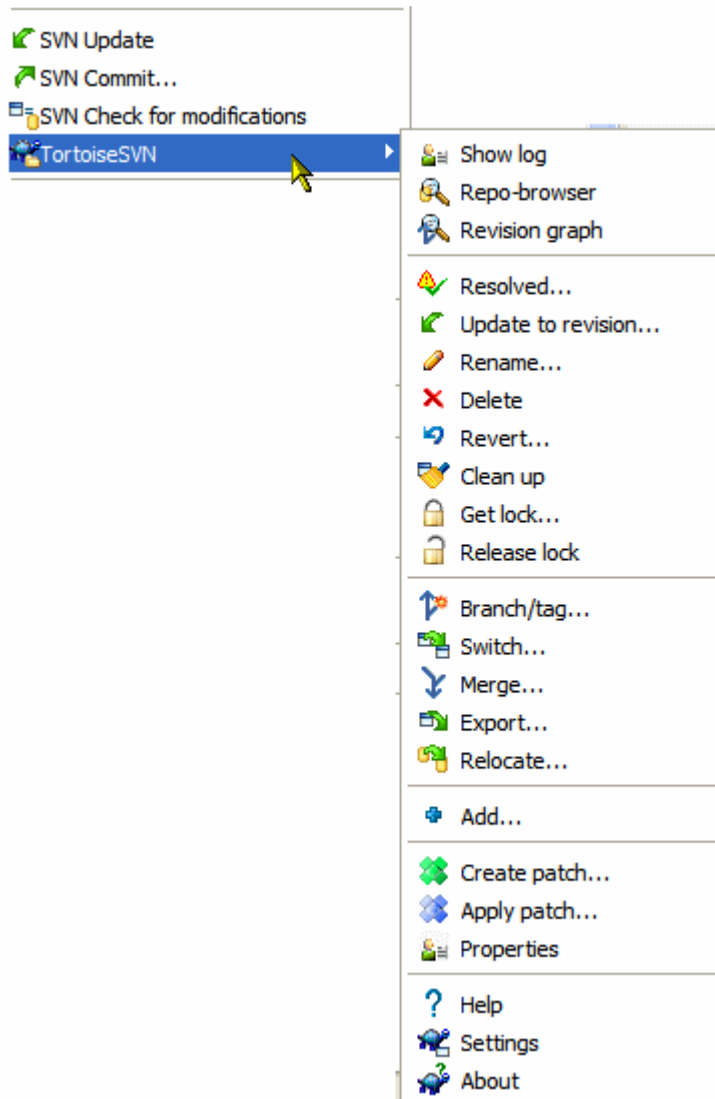 SVN Update
SVN Commit...
SVN Check for modifications
TortoiseSVN
Show log
Repo-browser
Revision graph
Resolved...
Update to revision...
Rename...
Delete
Revert...
Clean up
Get lock...
Release lock
Branch/tag...
Switch...
Merge...
Export...
Relocate...
Add...
Create patch...
Apply patch...
Properties
Help
Settings
About